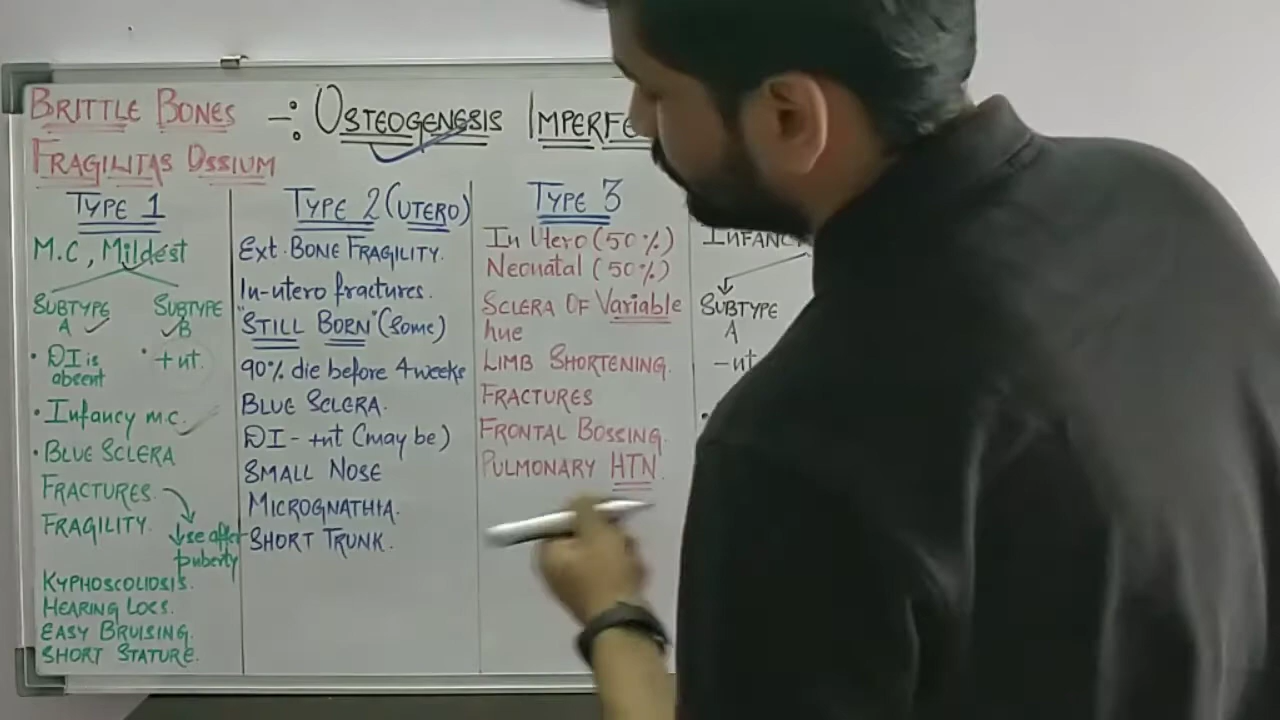 BRITTLE BONES -: OSTEOGENESIS IMPERFE
FRAGILITAS OSSIUM
TYPE 1
M.C, Mildest
SUBTYPE A
SUBTYPE B
• DI is absent
• +nt.
• Infancy m.c.
• BLUE SCLERA
FRACTURES
FRAGILITY.
↓se after puberty
KYPHOSCOLIOSIS.
HEARING LOSS.
EASY BRUISING.
SHORT STATURE.
TYPE 2 (UTERO)
Ext. BONE FRAGILITY.
In-utero fractures.
"STILL BORN" (Some)
90% die before 4 weeks
BLUE SCLERA.
DI - +nt (may be)
SMALL NOSE
MICROGNATHIA.
SHORT TRUNK.
TYPE 3
In Utero (50%)
Neonatal (50%)
SCLERA OF Variable
hue
LIMB SHORTENING.
FRACTURES
FRONTAL BOSSING.
PULMONARY HTN.
INFANC
SUBTYPE
A
-nt